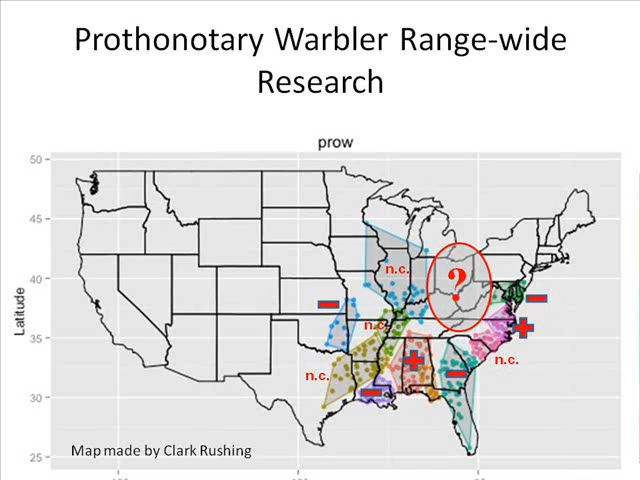 Prothonotary Warbler Range-wide
Research
prow
50
45
n.c.
?
40
Latitude
n.c.
35
n.c.
n.c.
30
Map made by Clark Rushing
25